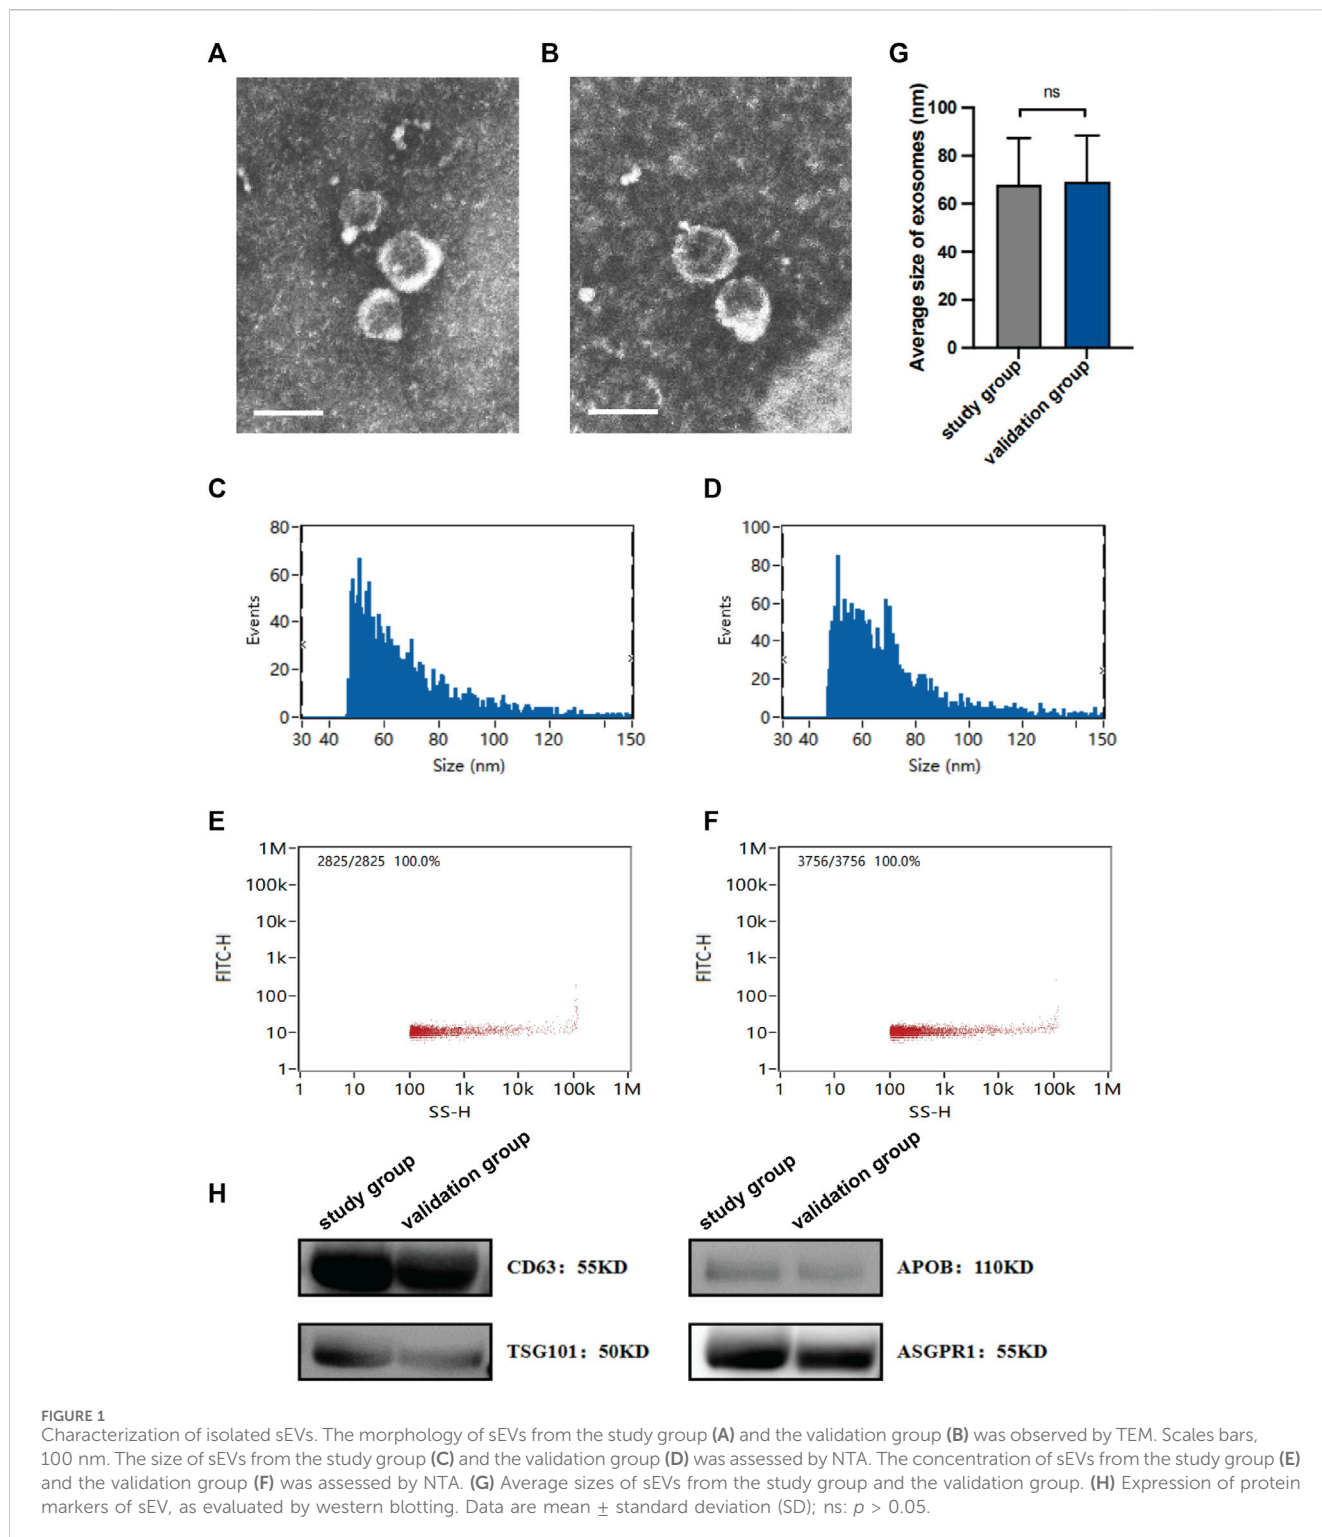 A
B
G
ns
Average size of exosomes (nm)
100
80
60
40
20
0
study group
validation group
C
D
80
60
40
20
0
Events
30 40 60 80 100 120 150
Size (nm)
100
80
60
40
20
0
Events
30 40 60 80 100 120 150
Size (nm)
E
F
2825/2825 100.0%
1M
100k
10k
1k
100
10
1
FITC-H
1 10 100 1k 10k 100k 1M
SS-H
3756/3756 100.0%
1M
100k
10k
1k
100
10
1
FITC-H
1 10 100 1k 10k 100k 1M
SS-H
H
study group
validation group
study group
validation group
CD63: 55KD
APOB: 110KD
TSG101: 50KD
ASGPR1: 55KD
FIGURE 1
Characterization of isolated sEVs. The morphology of sEVs from the study group (A) and the validation group (B) was observed by TEM. Scales bars,
100 nm. The size of sEVs from the study group (C) and the validation group (D) was assessed by NTA. The concentration of sEVs from the study group (E)
and the validation group (F) was assessed by NTA. (G) Average sizes of sEVs from the study group and the validation group. (H) Expression of protein
markers of sEV, as evaluated by western blotting. Data are mean ± standard deviation (SD); ns: p > 0.05.